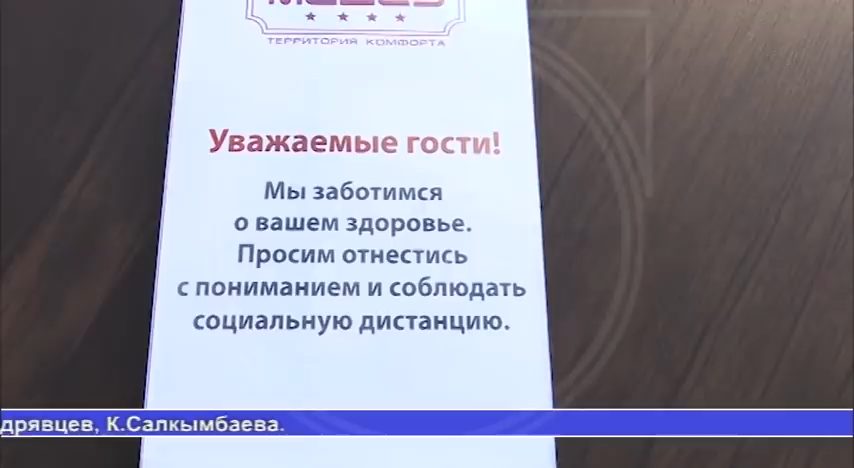 ТЕРРИТОРИЯ КОМФОРТА
Уважаемые гости!
Мы заботимся
о вашем здоровье.
Просим отнестись
с пониманием и соблюдать
социальную дистанцию.
дрявцев, К.Салкымбаева.